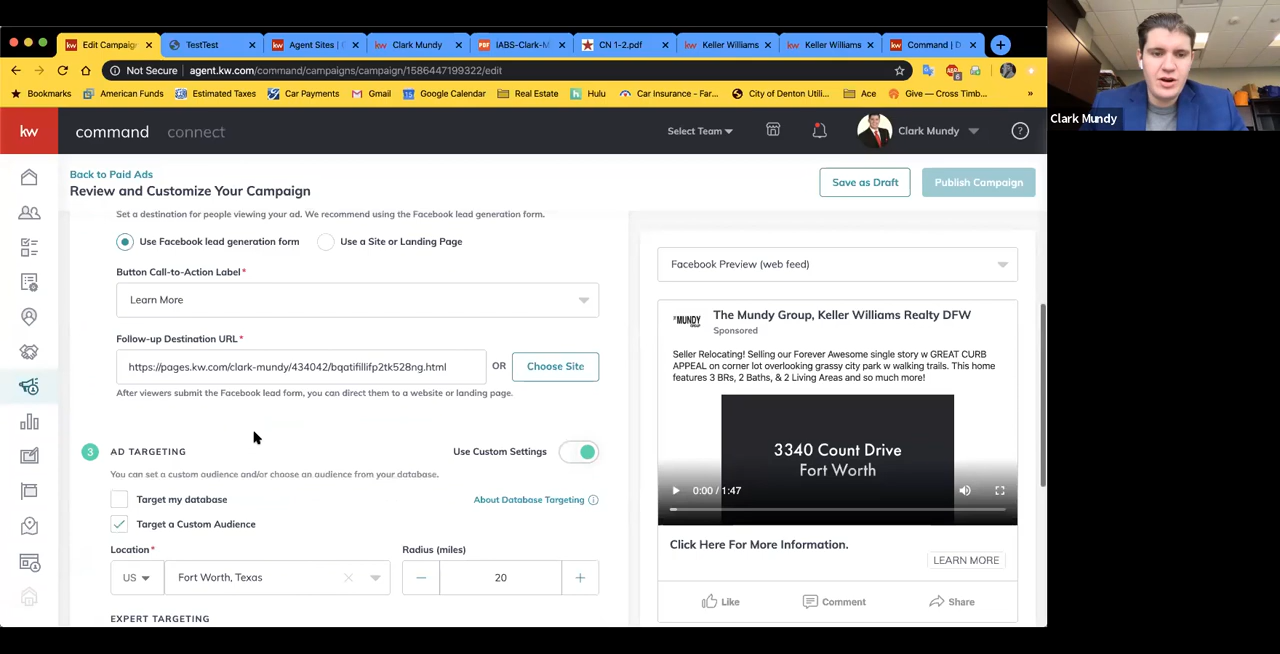 Edit Campaig
TestTest
Agent Sites | C
Clark Mundy
IABS-Clark-M
CN 1-2.pdf
Keller Williams
Keller Williams
Command | D
Not Secure | agent.kw.com/command/campaigns/campaign/1586447199322/edit
Bookmarks
American Funds
Estimated Taxes
Car Payments
Gmail
Google Calendar
Real Estate
Hulu
Car Insurance - Far...
City of Denton Utili...
Ace
Give — Cross Timb...
Clark Mundy
kw
command
connect
Select Team
Clark Mundy
Back to Paid Ads
Review and Customize Your Campaign
Save as Draft
Publish Campaign
Set a destination for people viewing your ad. We recommend using the Facebook lead generation form.
Use Facebook lead generation form
Use a Site or Landing Page
Button Call-to-Action Label*
Learn More
Follow-up Destination URL*
https://pages.kw.com/clark-mundy/434042/bqatifillifp2tk528ng.html
OR
Choose Site
After viewers submit the Facebook lead form, you can direct them to a website or landing page.
3
AD TARGETING
Use Custom Settings
You can set a custom audience and/or choose an audience from your database.
Target my database
About Database Targeting
Target a Custom Audience
Location*
Radius (miles)
US
Fort Worth, Texas
20
EXPERT TARGETING
Facebook Preview (web feed)
MUNDY
The Mundy Group, Keller Williams Realty DFW
Sponsored
Seller Relocating! Selling our Forever Awesome single story w GREAT CURB
APPEAL on corner lot overlooking grassy city park w walking trails. This home
features 3 BRs, 2 Baths, & 2 Living Areas and so much more!
3340 Count Drive
Fort Worth
0:00 / 1:47
Click Here For More Information.
LEARN MORE
Like
Comment
Share